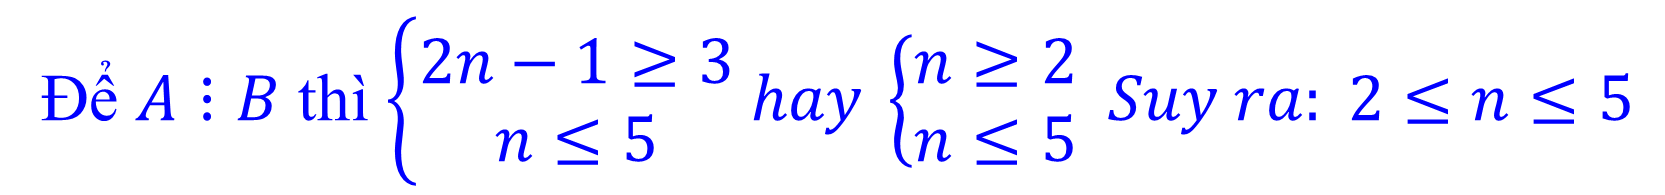 Để A ⋮ B thì {2n − 1 ≥ 3; n ≤ 5 hay {n ≥ 2; n ≤ 5 Suy ra: 2 ≤ n ≤ 5